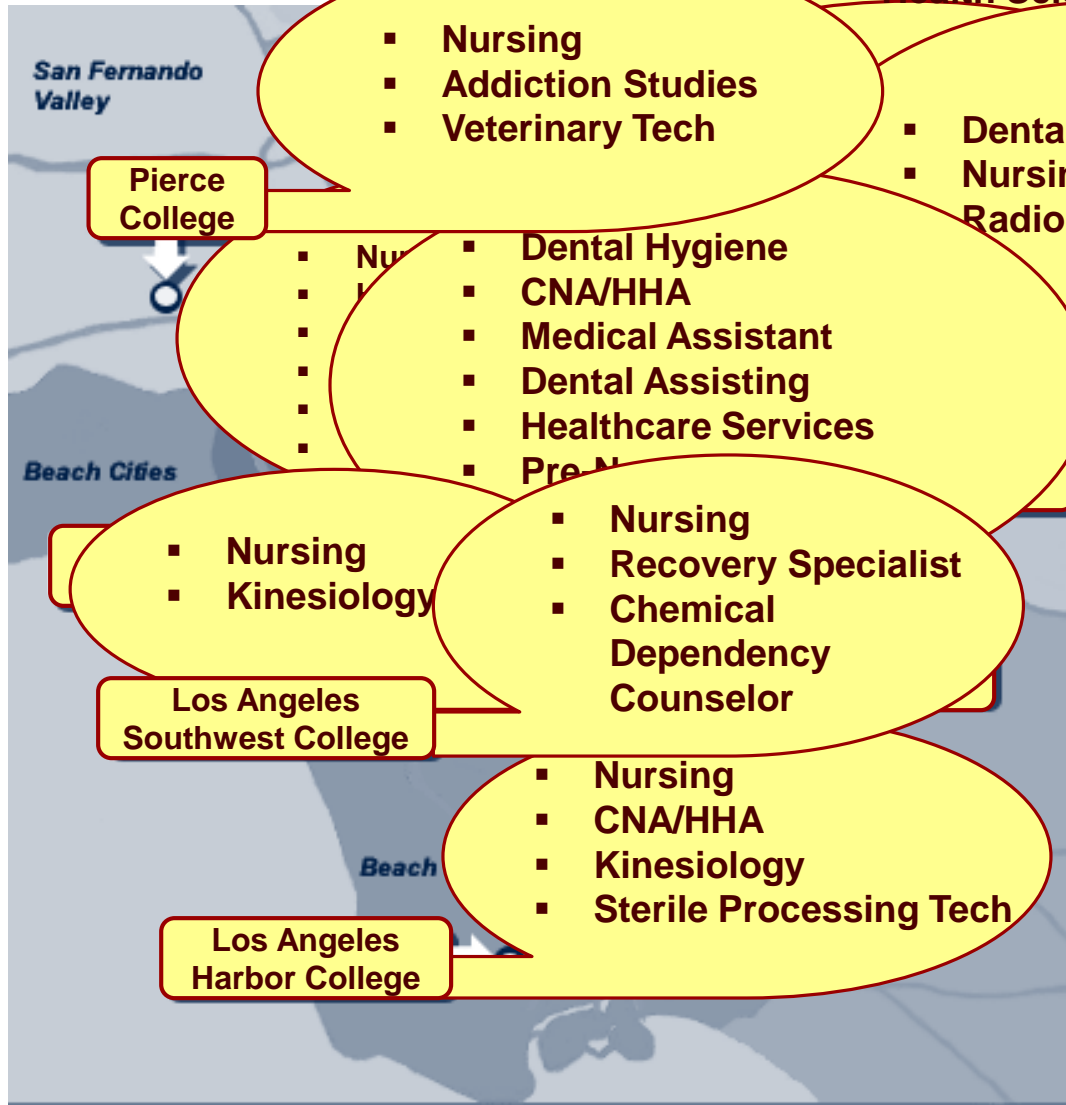 San Fernando
Valley
▪ Nursing
▪ Addiction Studies
▪ Veterinary Tech
Pierce
College
▪ Dental Hygiene
▪ CNA/HHA
▪ Medical Assistant
▪ Dental Assisting
▪ Healthcare Services
Beach Cities
▪ Nursing
▪ Kinesiology
▪ Nursing
▪ Recovery Specialist
▪ Chemical
Dependency
Counselor
Los Angeles
Southwest College
▪ Nursing
▪ CNA/HHA
▪ Kinesiology
▪ Sterile Processing Tech
Beach
Los Angeles
Harbor College